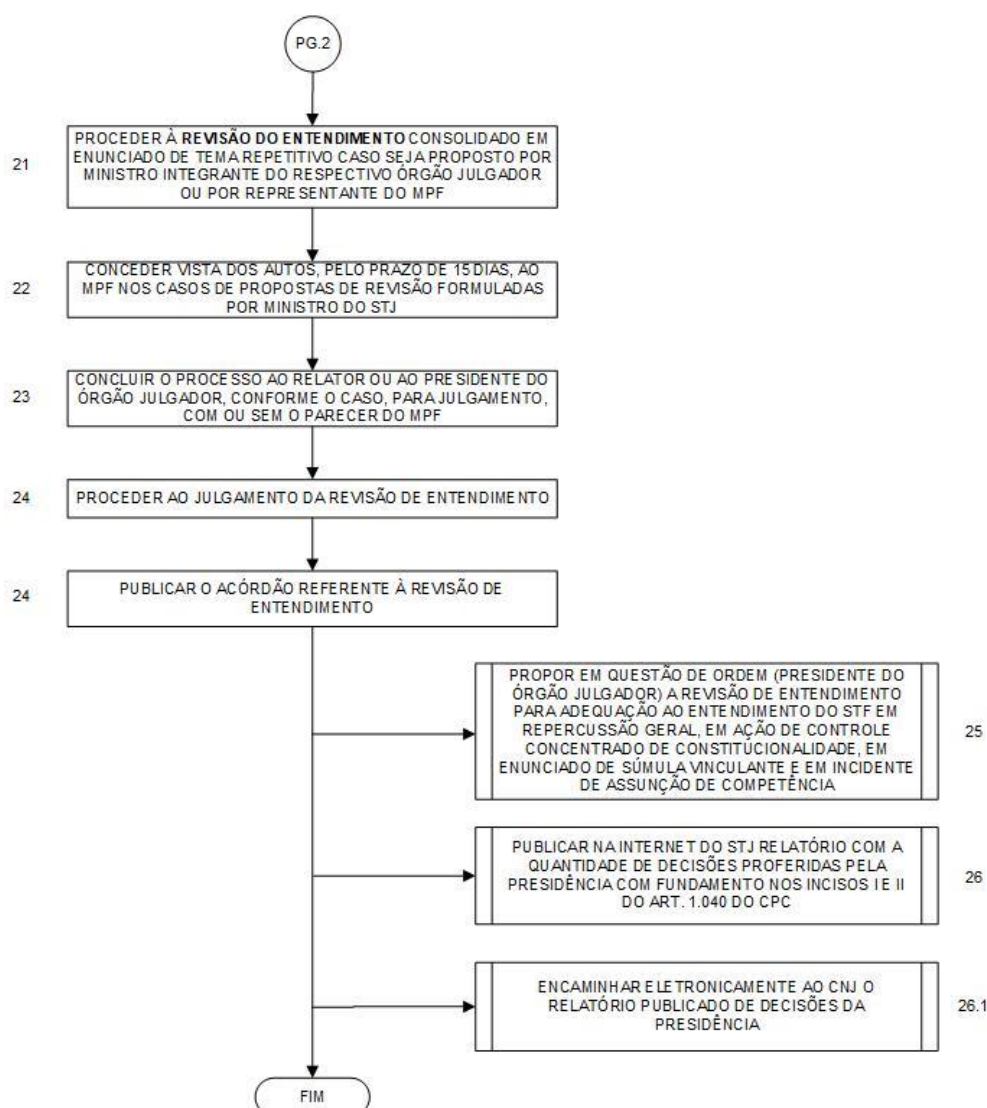 PG.2
21
PROCEDER À REVISÃO DO ENTENDIMENTO CONSOLIDADO EM
ENUNCIADO DE TEMA REPETITIVO CASO SEJA PROPOSTO POR
MINISTRO INTEGRANTE DO RESPECTIVO ÓRGÃO JULGADOR
OU POR REPRESENTANTE DO MPF
22
CONCEDER VISTA DOS AUTOS, PELO PRAZO DE 15 DIAS, AO
MPF NOS CASOS DE PROPOSTAS DE REVISÃO FORMULADAS
POR MINISTRO DO STJ
23
CONCLUIR O PROCESSO AO RELATOR OU AO PRESIDENTE DO
ÓRGÃO JULGADOR, CONFORME O CASO, PARA JULGAMENTO,
COM OU SEM O PARECER DO MPF
24
PROCEDER AO JULGAMENTO DA REVISÃO DE ENTENDIMENTO
24
PUBLICAR O ACÓRDÃO REFERENTE À REVISÃO DE
ENTENDIMENTO
PROPOR EM QUESTÃO DE ORDEM (PRESIDENTE DO
ÓRGÃO JULGADOR) A REVISÃO DE ENTENDIMENTO
PARA ADEQUAÇÃO AO ENTENDIMENTO DO STF EM
REPERCUSSÃO GERAL, EM AÇÃO DE CONTROLE
CONCENTRADO DE CONSTITUCIONALIDADE, EM
ENUNCIADO DE SÚMULA VINCULANTE E EM INCIDENTE
DE ASSUNÇÃO DE COMPETÊNCIA
25
PUBLICAR NA INTERNET DO STJ RELATÓRIO COM A
QUANTIDADE DE DECISÕES PROFERIDAS PELA
PRESIDÊNCIA COM FUNDAMENTO NOS INCISOS I E II
DO ART. 1.040 DO CPC
26
ENCAMINHAR ELETRONICAMENTE AO CNJ O
RELATÓRIO PUBLICADO DE DECISÕES DA
PRESIDÊNCIA
26.1
FIM